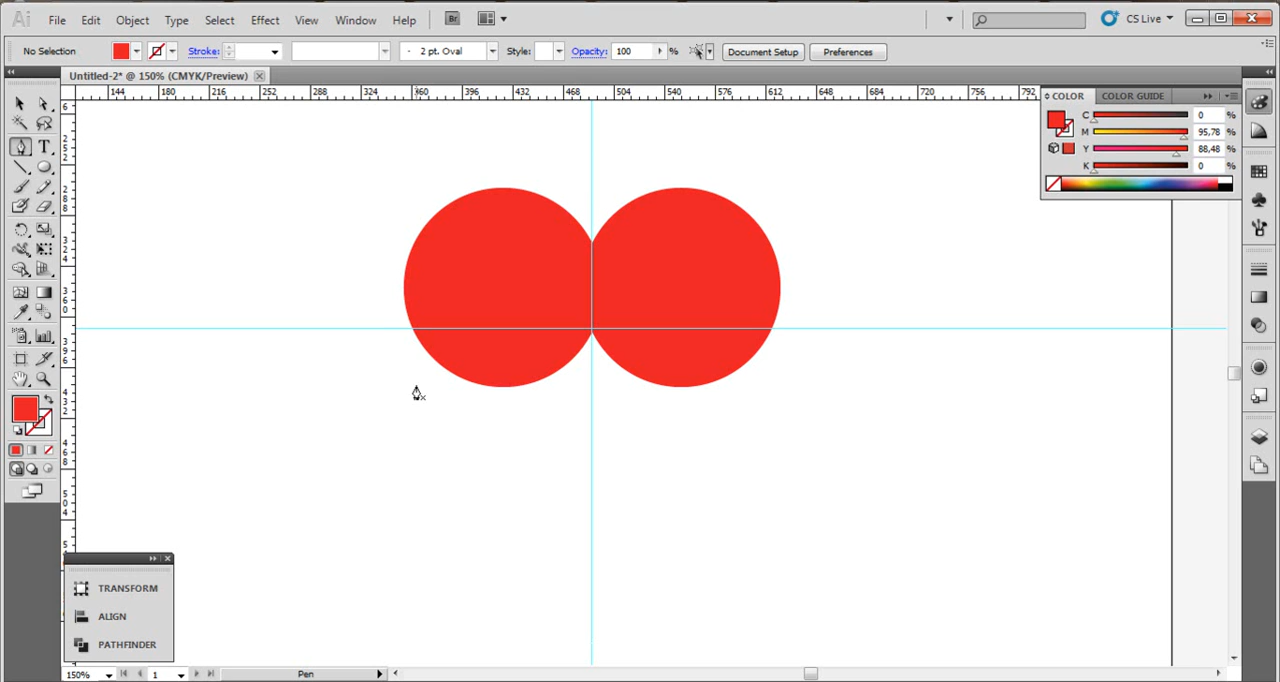 Ai File Edit Object Type Select Effect View Window Help Br CS Live
No Selection Stroke: 2 pt. Oval Style: Opacity: 100 % Document Setup Preferences
Untitled-2* @ 150% (CMYK/Preview)
144 180 216 252 288 324 360 396 432 468 504 540 576 612 648 684 720 756 792
COLOR COLOR GUIDE
C 0 %
M 95,78 %
Y 88,48 %
K 0 %
T
TRANSFORM
ALIGN
PATHFINDER
150% 1 Pen